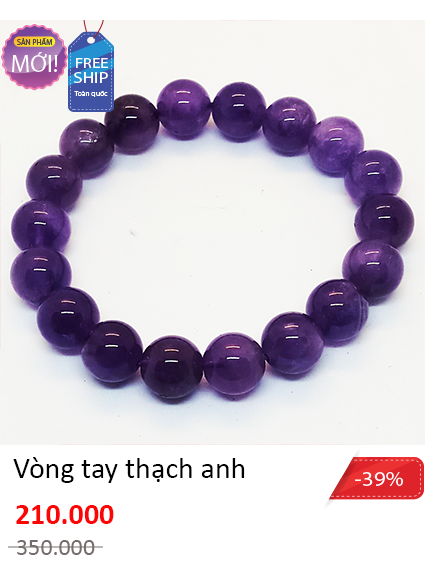 SẢN PHẨM
MỚI!
FREE
SHIP
Toàn quốc
Vòng tay thạch anh
-39%
210.000
350.000